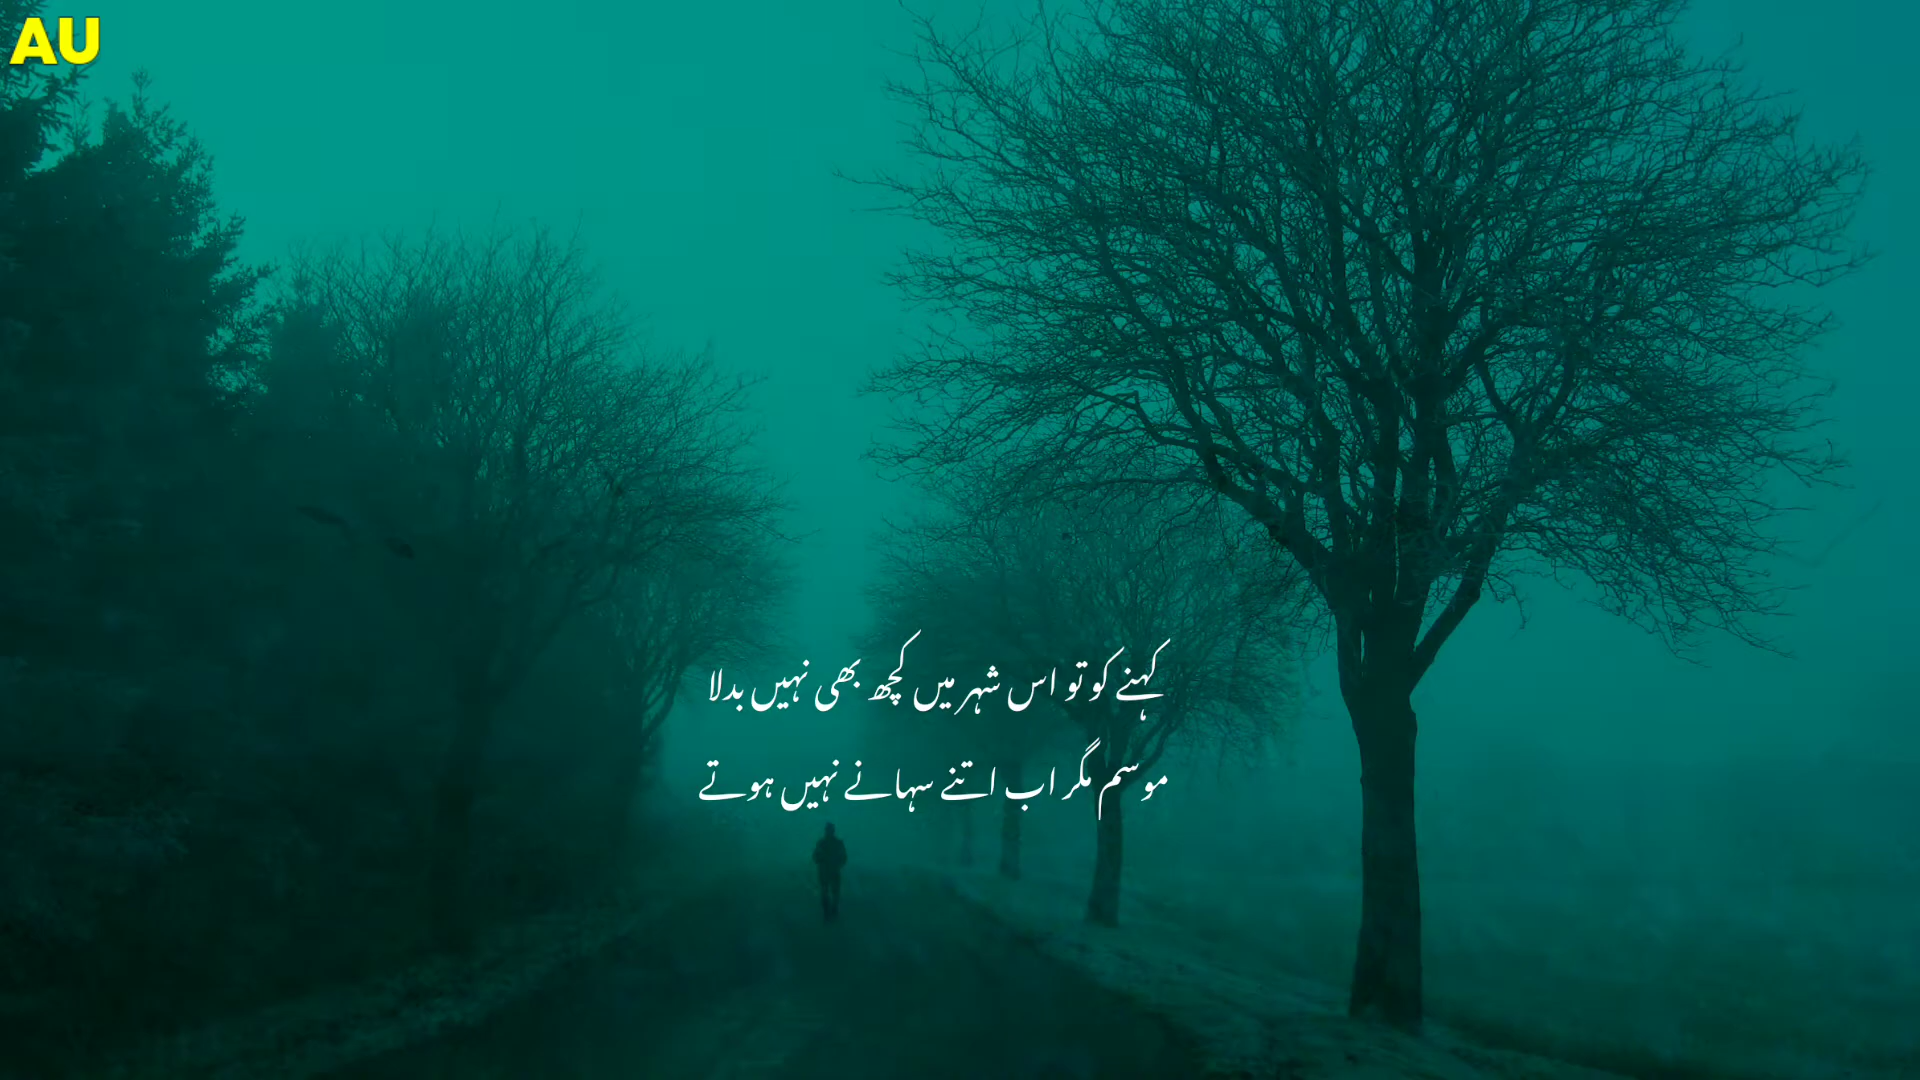 AU
کہنے کو تو اس شہر میں کچھ بھی نہیں بدلا
موسم مگر اب اتنے سہانے نہیں ہوتے